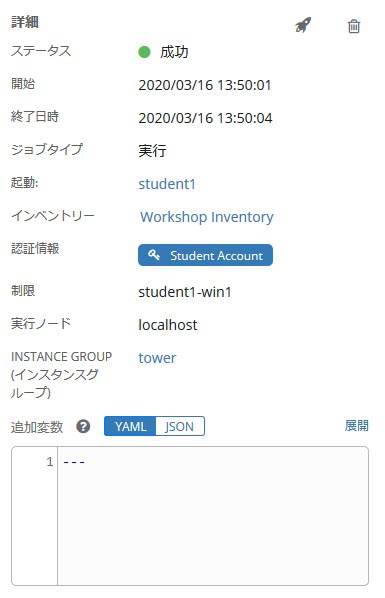 詳細
ステータス 成功
開始 2020/03/16 13:50:01
終了日時 2020/03/16 13:50:04
ジョブタイプ 実行
起動: student1
インベントリー Workshop Inventory
認証情報 Student Account
制限 student1-win1
実行ノード localhost
INSTANCE GROUP tower
(インスタンスグ
ループ)
追加変数 ? YAML JSON 展開
1 ---